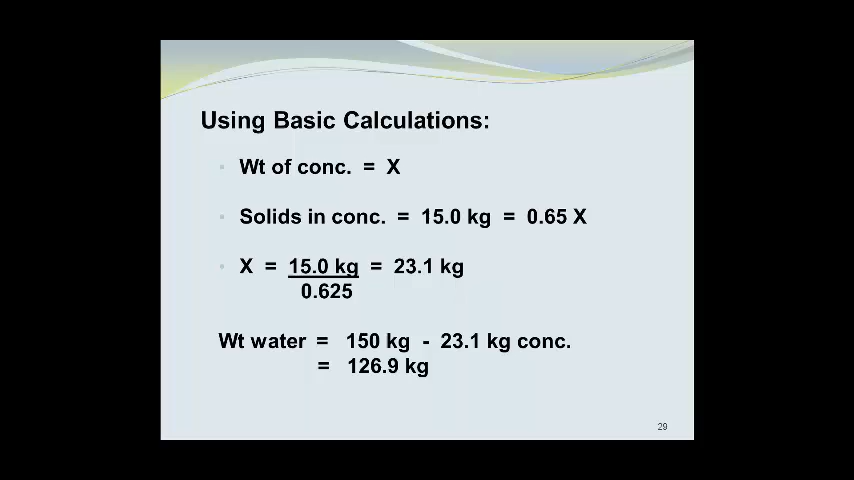 Using Basic Calculations:
• Wt of conc. = X
• Solids in conc. = 15.0 kg = 0.65 X
• X = 15.0 kg = 23.1 kg
0.625
Wt water = 150 kg - 23.1 kg conc.
= 126.9 kg
29